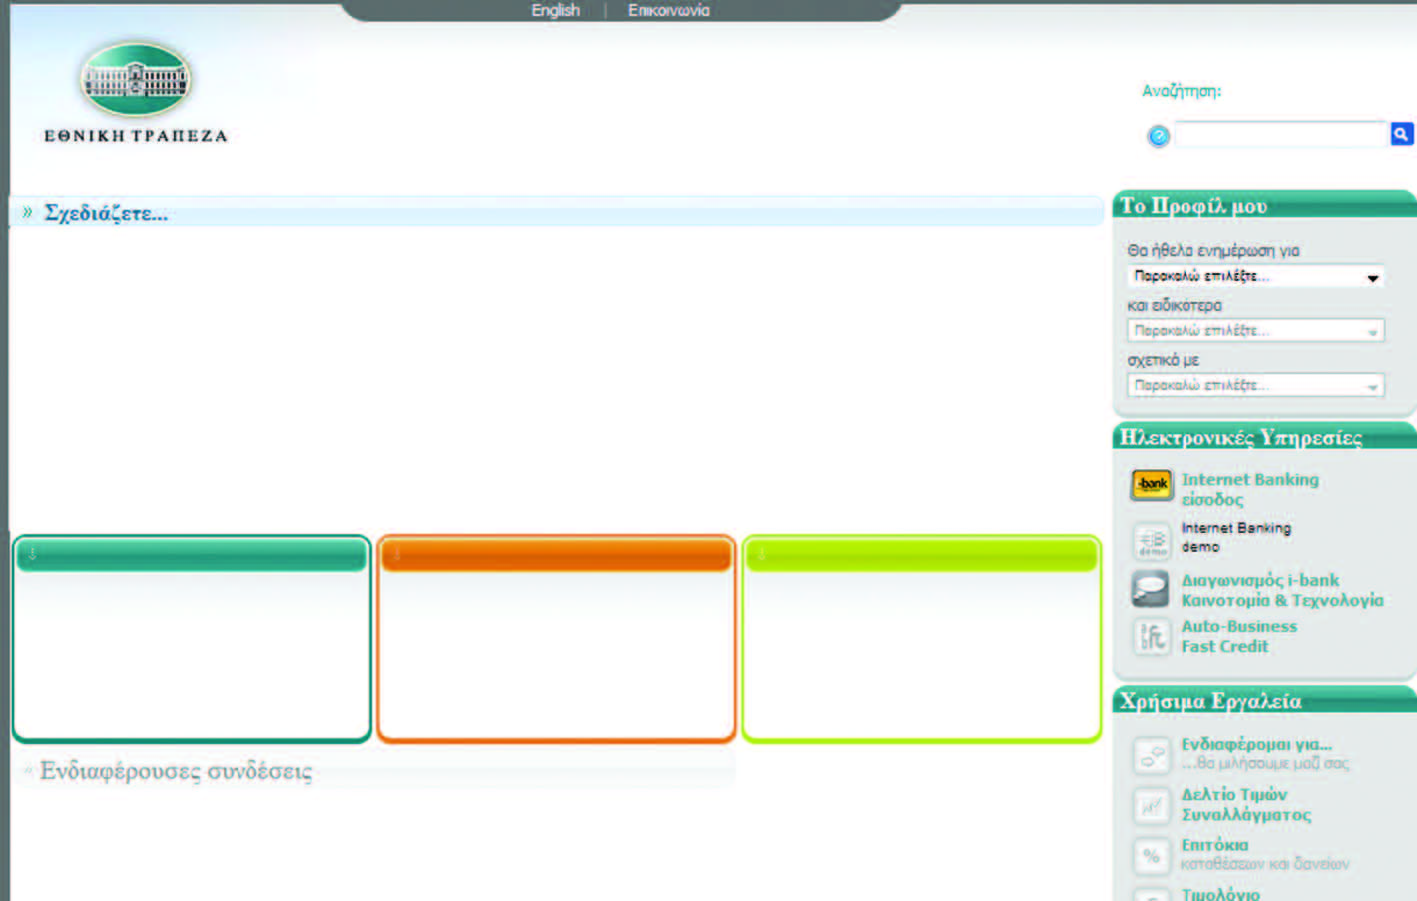 English | Επικοινωνία
ΕΘΝΙΚΗ ΤΡΑΠΕΖΑ
Αναζήτηση:
» Σχεδιάζετε...
Το Προφίλ μου
Θα ήθελα ενημέρωση για
Παρακαλώ επιλέξτε...
και ειδικότερα
Παρακαλώ επιλέξτε...
σχετικά με
Παρακαλώ επιλέξτε...
Ηλεκτρονικές Υπηρεσίες
i-bank
Internet Banking
είσοδος
demo
Internet Banking
demo
Διαγωνισμός i-bank
Καινοτομία & Τεχνολογία
Auto-Business
Fast Credit
Χρήσιμα Εργαλεία
Ενδιαφέρομαι για...
...θα μιλήσουμε μαζί σας
Δελτίο Τιμών
Συναλλάγματος
%
Επιτόκια
καταθέσεων και δανείων
Τιμολόγιο
» Ενδιαφέρουσες συνδέσεις